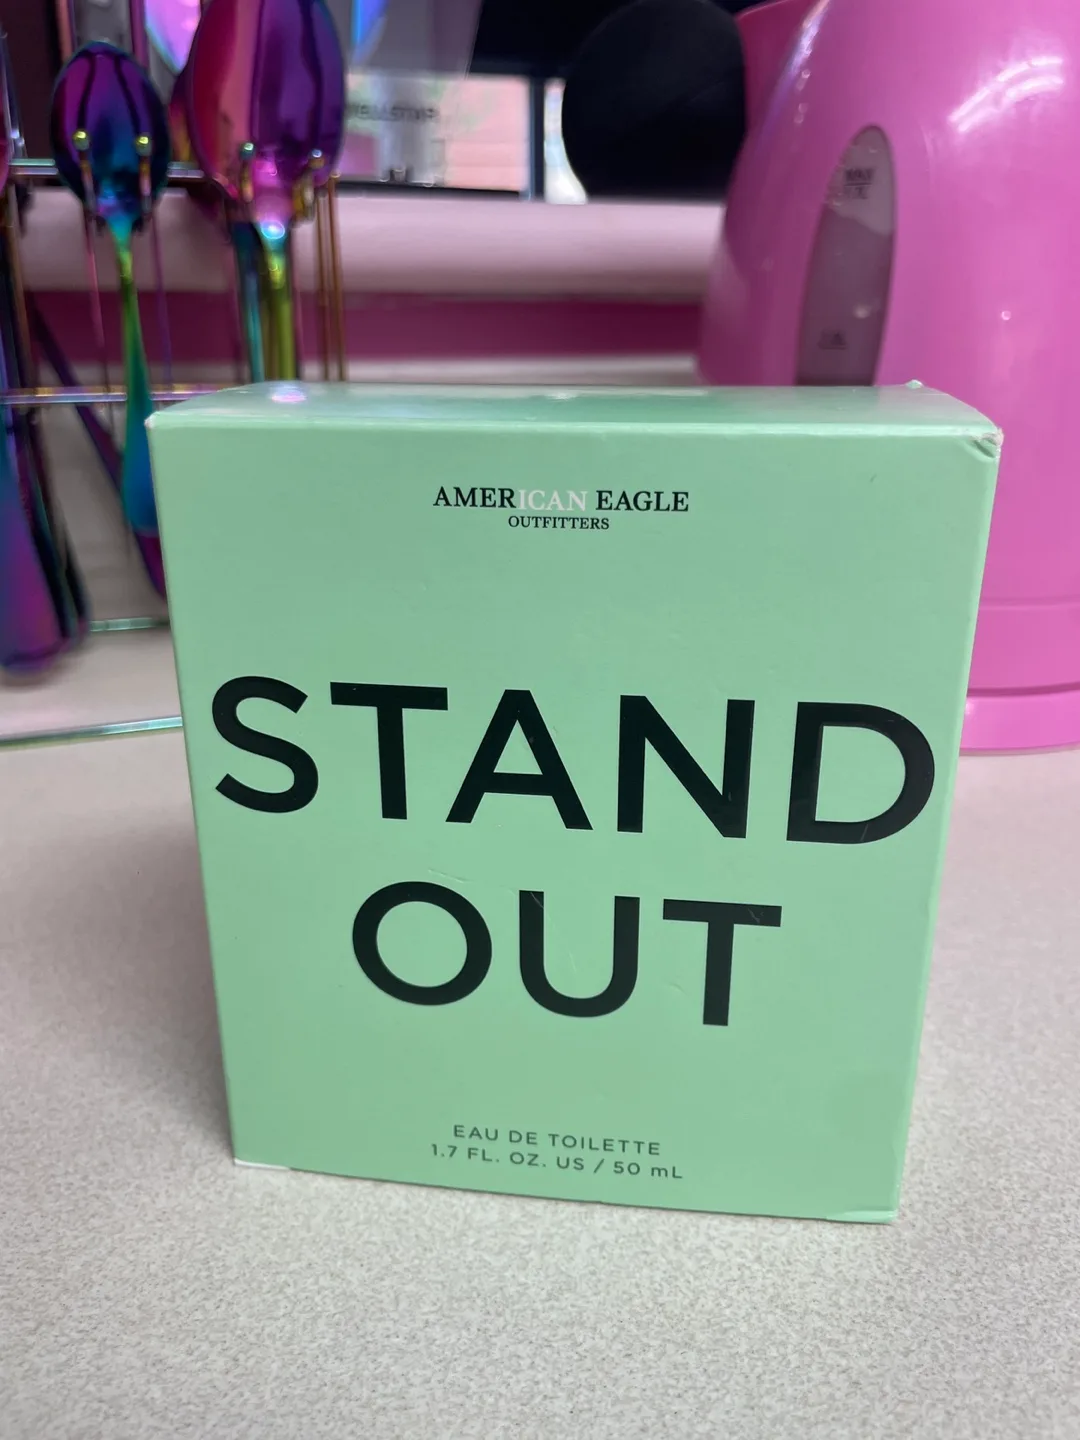 AMERICAN EAGLE
OUTFITTERS
STAND
OUT
EAU DE TOILETTE
1.7 FL. OZ. US / 50 mL